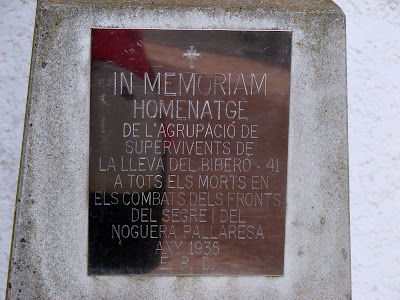 IN MEMORIAM
HOMENATGE
DE L'AGRUPACIÓ DE
SUPERVIVENTS DE
LA LLEVA DEL BIBERÓ - 41
A TOTS ELS MORTS EN
ELS COMBATS DELS FRONTS
DEL SEGRE I DEL
NOGUERA PALLARESA
ANY 1938
E. P. D.